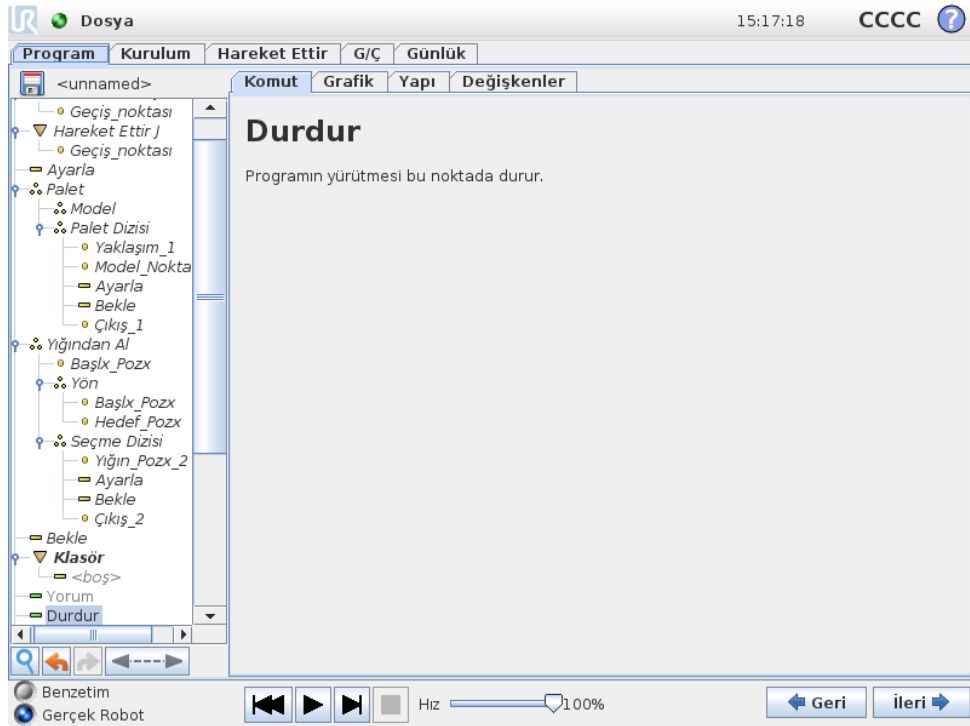 UR
Dosya
15:17:18
CCCC
?
Program
Kurulum
Hareket Ettir
G/Ç
Günlük
<unnamed>
Komut
Grafik
Yapı
Değişkenler
Geçiş_noktası
Hareket Ettir J
Geçiş_noktası
Ayarla
Palet
Model
Palet Dizisi
Yaklaşım_1
Model_Nokta
Ayarla
Bekle
Çıkış_1
Yığından Al
Başlx_Pozx
Yön
Başlx_Pozx
Hedef_Pozx
Seçme Dizisi
Yığın_Pozx_2
Ayarla
Bekle
Çıkış_2
Bekle
Klasör
<boş>
Yorum
Durdur
Durdur
Programın yürütmesi bu noktada durur.
Benzetim
Gerçek Robot
Hız
100%
Geri
İleri